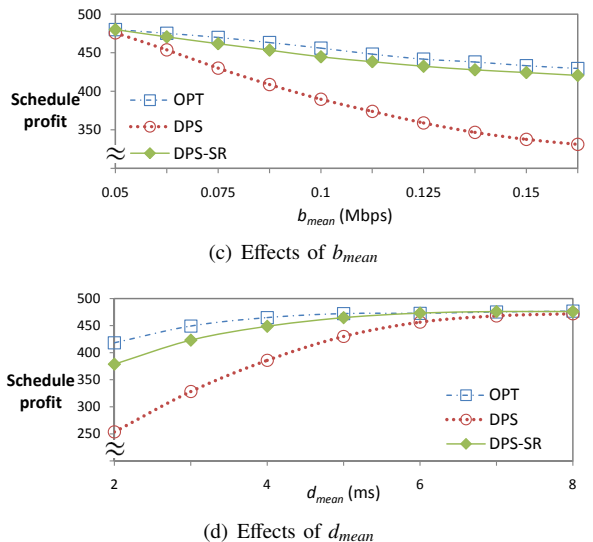 500
450
400
350
Schedule profit
OPT
DPS
DPS-SR
≈
0.05 0.075 0.1 0.125 0.15
b_mean (Mbps)
(c) Effects of b_mean
500
450
400
350
300
250
Schedule profit
OPT
DPS
DPS-SR
≈
2 4 6 8
d_mean (ms)
(d) Effects of d_mean